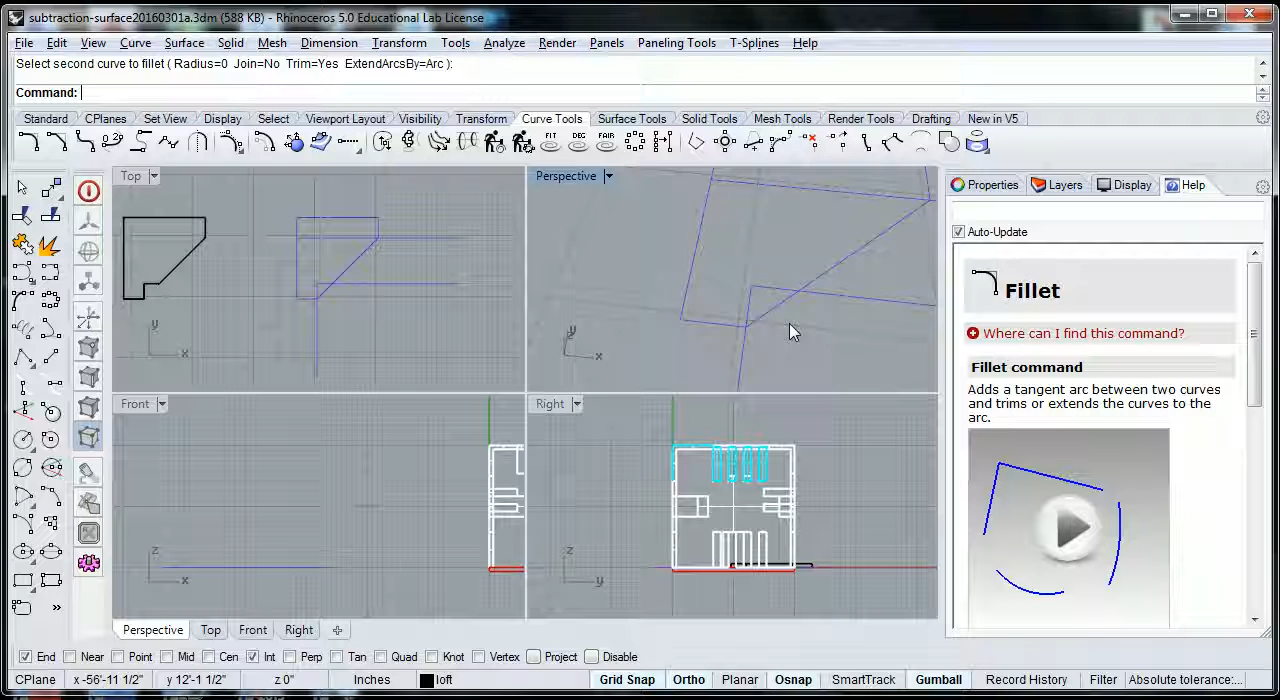 subtraction-surface20160301a.3dm (588 KB) - Rhinoceros 5.0 Educational Lab License
File Edit View Curve Surface Solid Mesh Dimension Transform Tools Analyze Render Panels Paneling Tools T-Splines Help
Select second curve to fillet ( Radius=0 Join=No Trim=Yes ExtendArcsBy=Arc ):
Command:
Standard CPlanes Set View Display Select Viewport Layout Visibility Transform Curve Tools Surface Tools Solid Tools Mesh Tools Render Tools Drafting New in V5
FIT DEG FAIR
Top
Perspective
Properties Layers Display Help
Auto-Update
Fillet
Where can I find this command?
Fillet command
Adds a tangent arc between two curves
and trims or extends the curves to the
arc.
y
x
y
x
Front
Right
z
x
z
y
Perspective Top Front Right
End Near Point Mid Cen Int Perp Tan Quad Knot Vertex Project Disable
CPlane x -56'-11 1/2" y 12'-1 1/2" z 0" Inches loft Grid Snap Ortho Planar Osnap SmartTrack Gumball Record History Filter Absolute tolerance:...